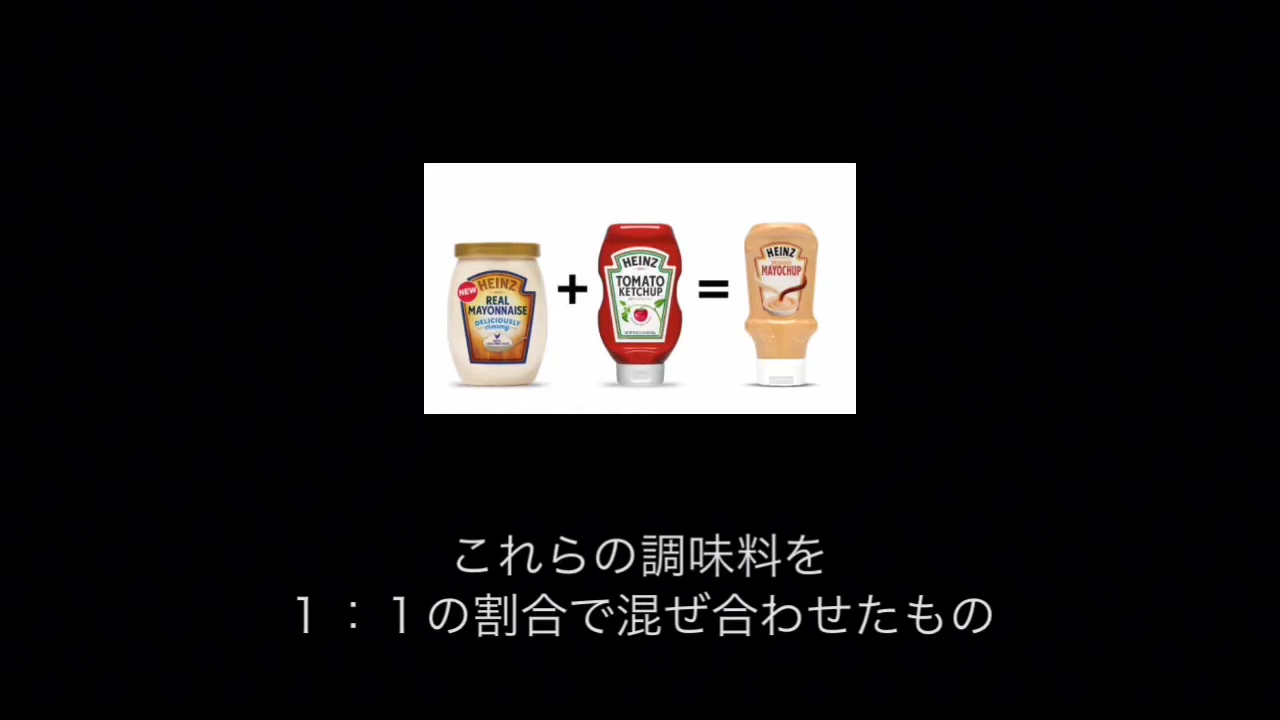 HEINZ
NEW
REAL
MAYONNAISE
DELICIOUSLY
creamy
+
HEINZ
TOMATO
KETCHUP
=
HEINZ
MAYOCHUP
これらの調味料を
１：１の割合で混ぜ合わせたもの